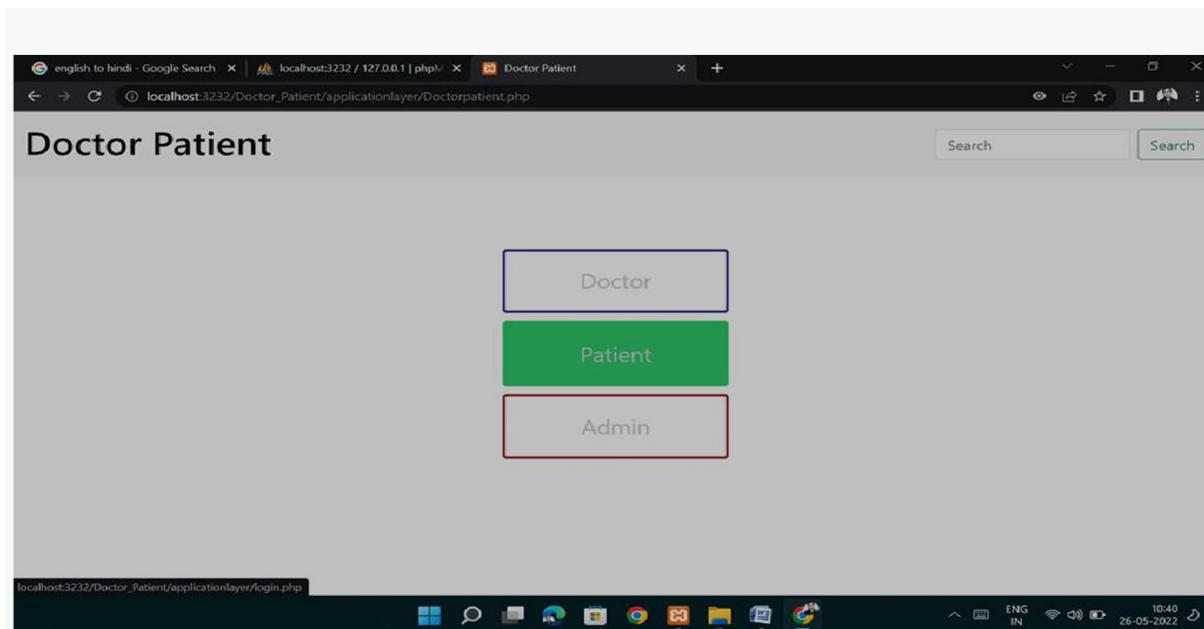 english to hindi - Google Search
localhost:3232 / 127.0.0.1 | phpM
Doctor Patient
localhost:3232/Doctor_Patient/applicationlayer/Doctorpatient.php
Doctor Patient
Search
Search
Doctor
Patient
Admin
localhost:3232/Doctor_Patient/applicationlayer/login.php
ENG
IN
10:40
26-05-2022